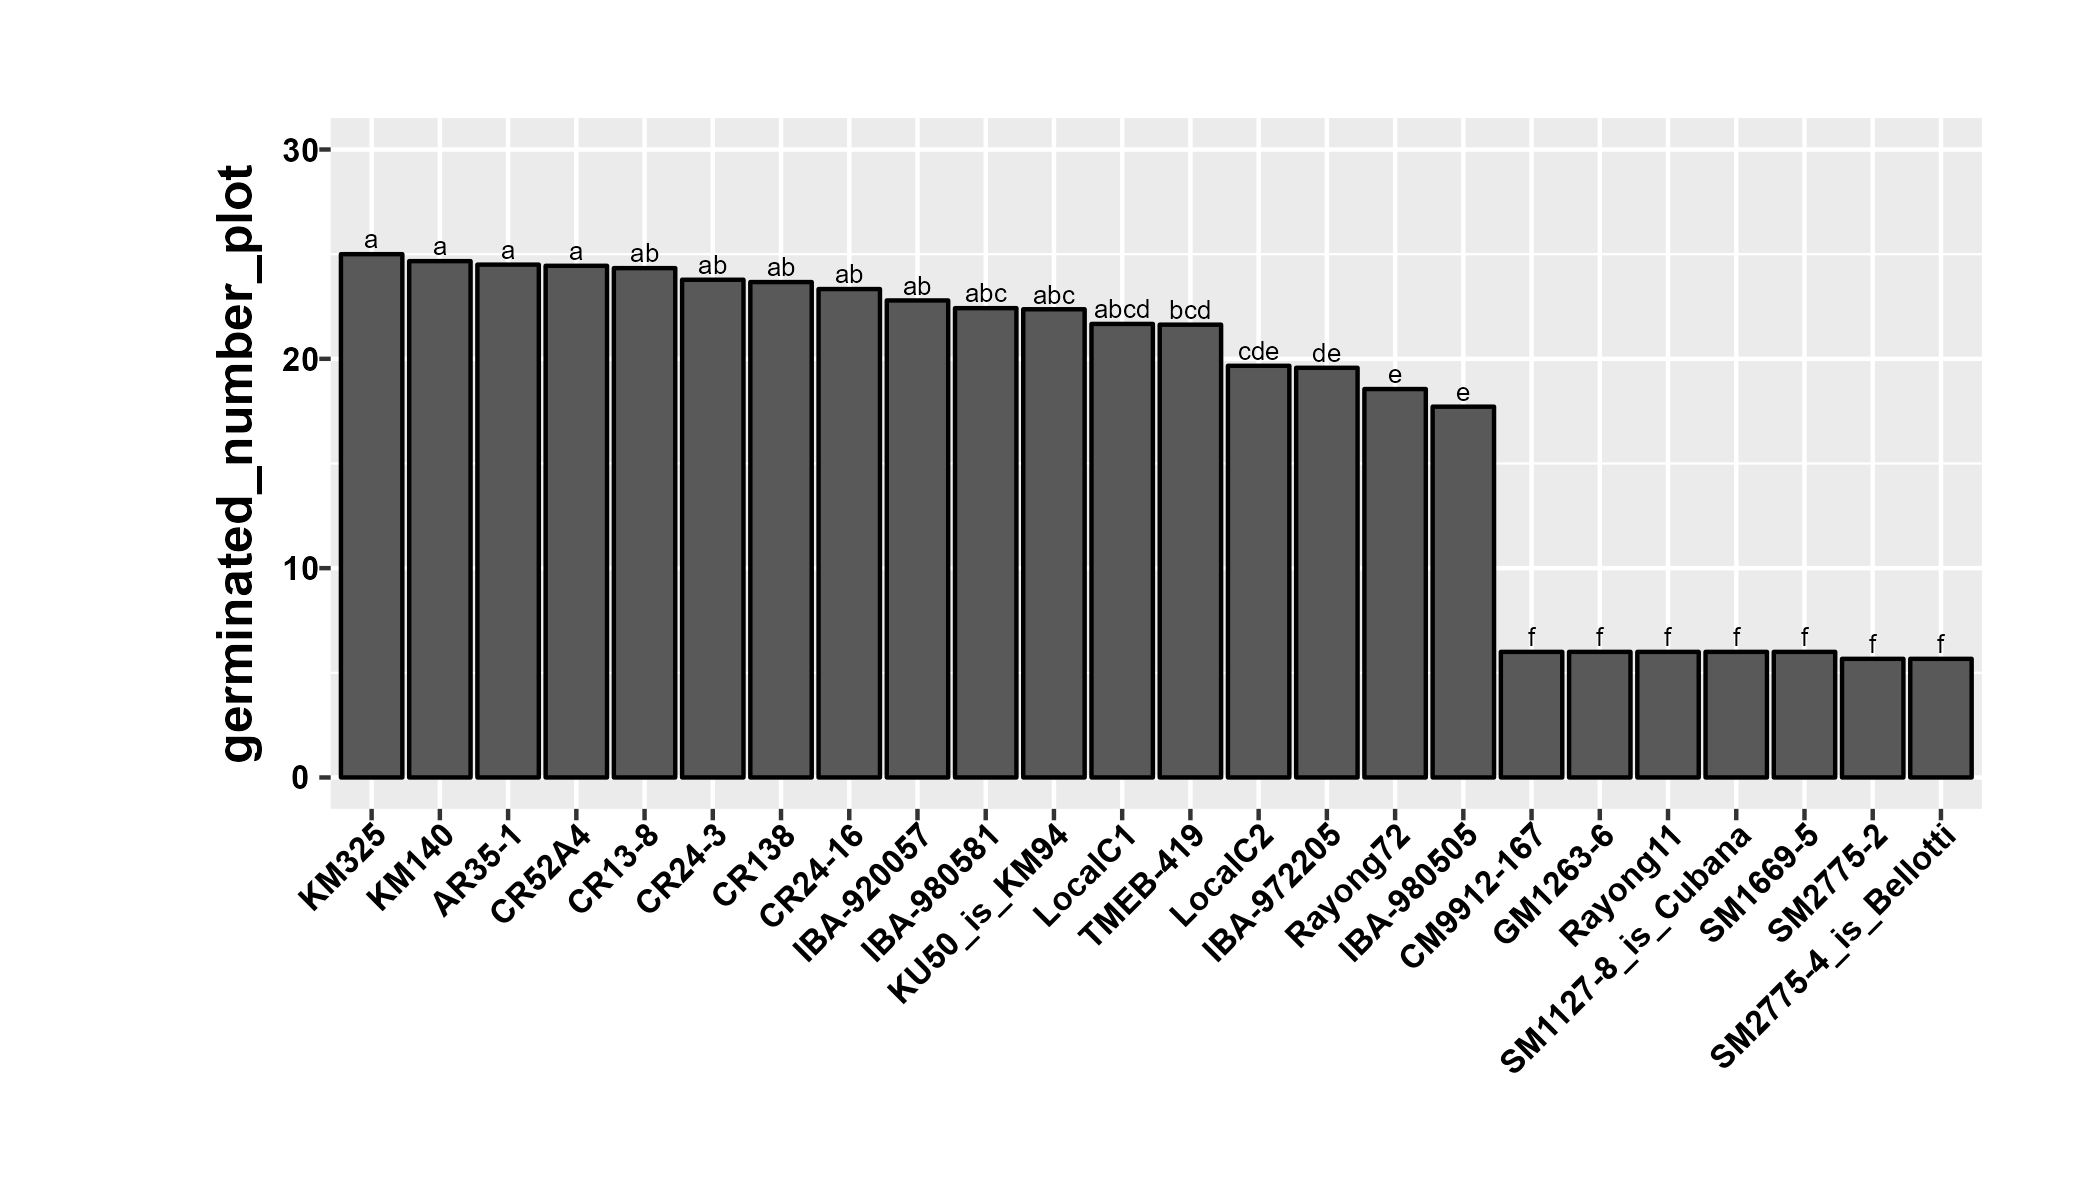 germinated_number_plot
30
20
10
0
a a a a ab ab ab ab ab abc abc abcd bcd cde de e e f f f f f f f
KM325
KM140
AR35-1
CR52A4
CR13-8
CR24-3
CR138
CR24-16
IBA-920057
IBA-980581
KU50_is_KM94
LocalC1
TMEB-419
LocalC2
IBA-972205
Rayong72
IBA-980505
CM9912-167
GM1263-6
Rayong11
SM1127-8_is_Cubana
SM1669-5
SM2775-2
SM2775-4_is_Bellotti